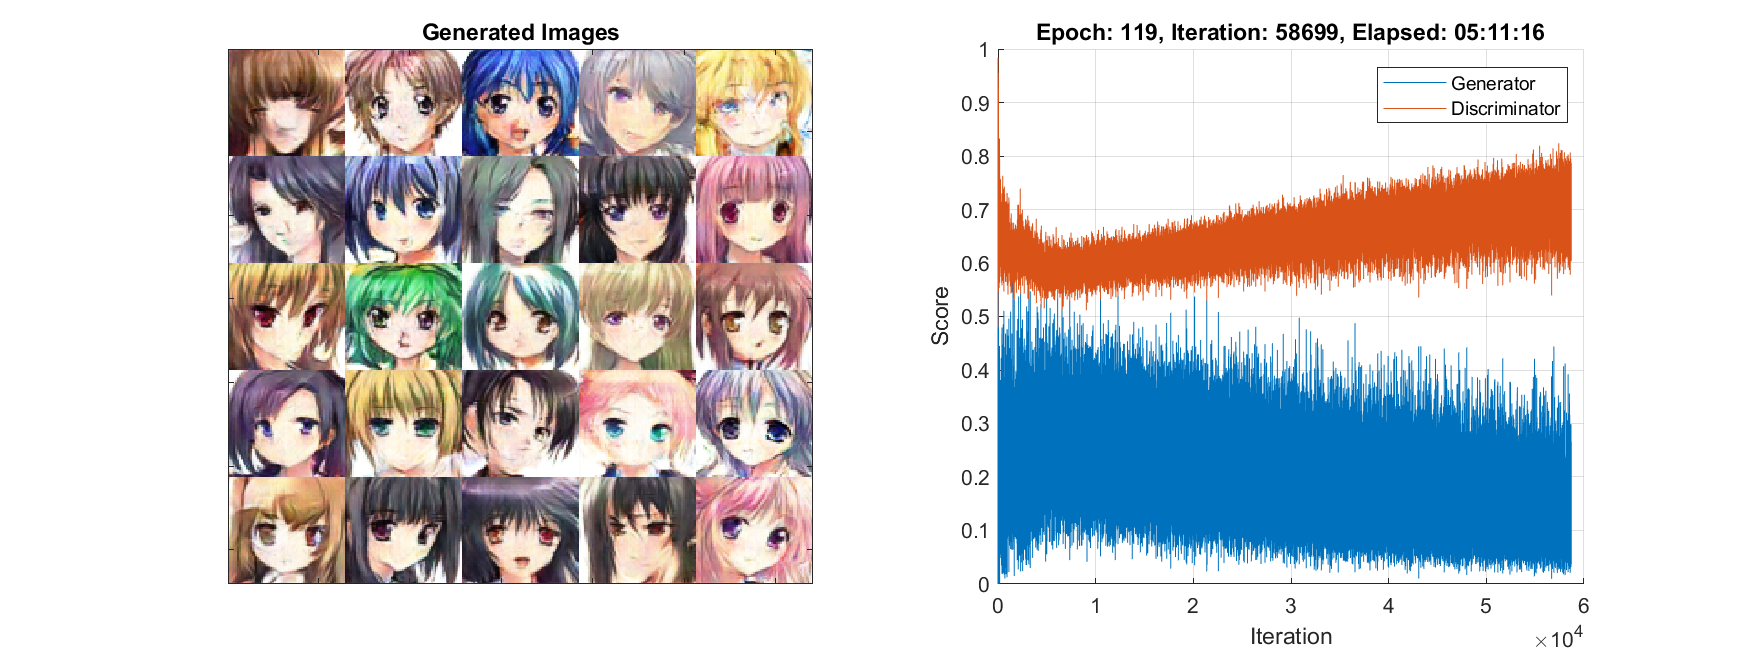 Generated Images
Epoch: 119, Iteration: 58699, Elapsed: 05:11:16
Generator
Discriminator
Score
1
0.9
0.8
0.7
0.6
0.5
0.4
0.3
0.2
0.1
0
0 1 2 3 4 5 6
Iteration
×10⁴